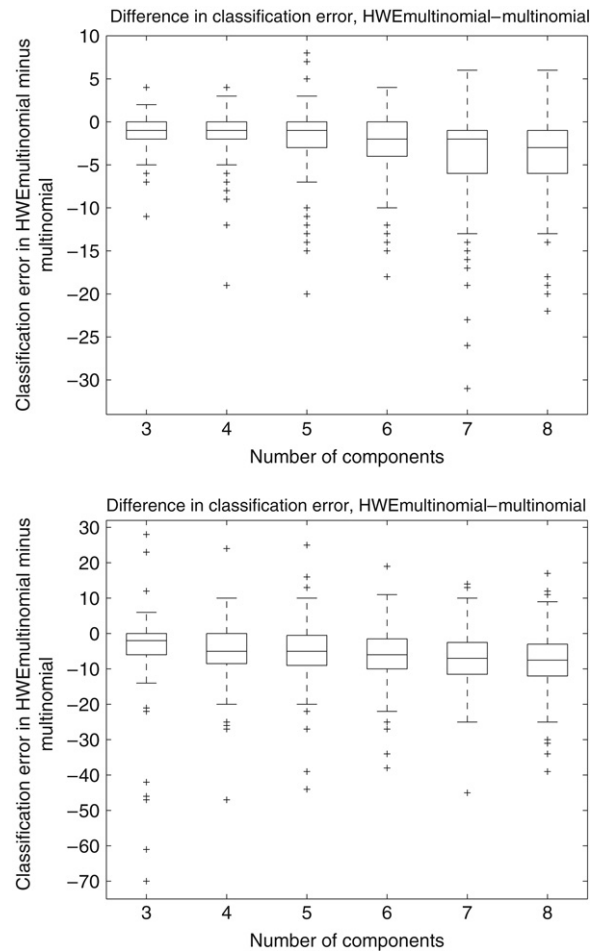 Difference in classification error, HWEmultinomial–multinomial
Classification error in HWEmultinomial minus
multinomial
10
5
0
−5
−10
−15
−20
−25
−30
3 4 5 6 7 8
Number of components
Difference in classification error, HWEmultinomial–multinomial
Classification error in HWEmultinomial minus
multinomial
30
20
10
0
−10
−20
−30
−40
−50
−60
−70
3 4 5 6 7 8
Number of components